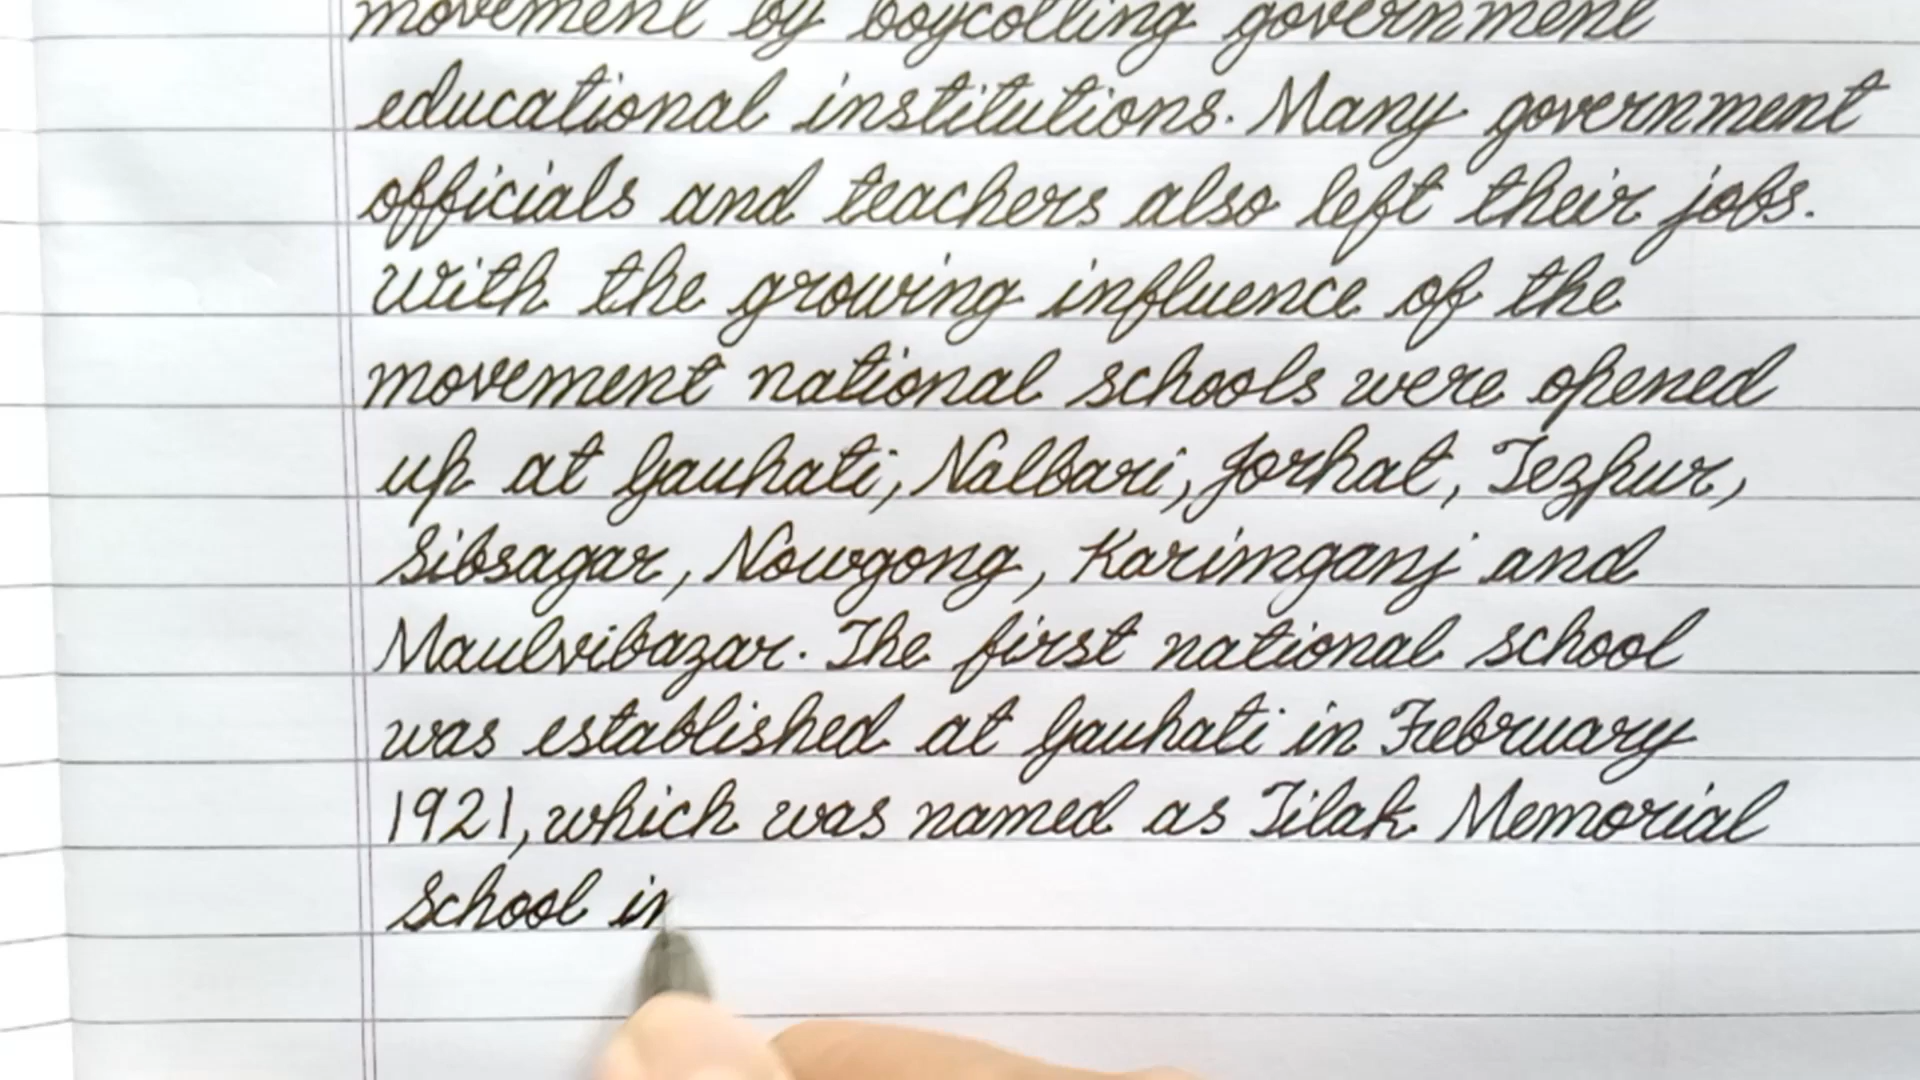 movement by boycotting government
educational institutions. Many government
officials and teachers also left their jobs.
With the growing influence of the
movement national schools were opened
up at Gauhati, Nalbari, Jorhat, Tezpur,
Sibsagar, Nowgong, Karimganj and
Maulvibazar. The first national school
was established at Gauhati in February
1921, which was named as Tilak Memorial
School in